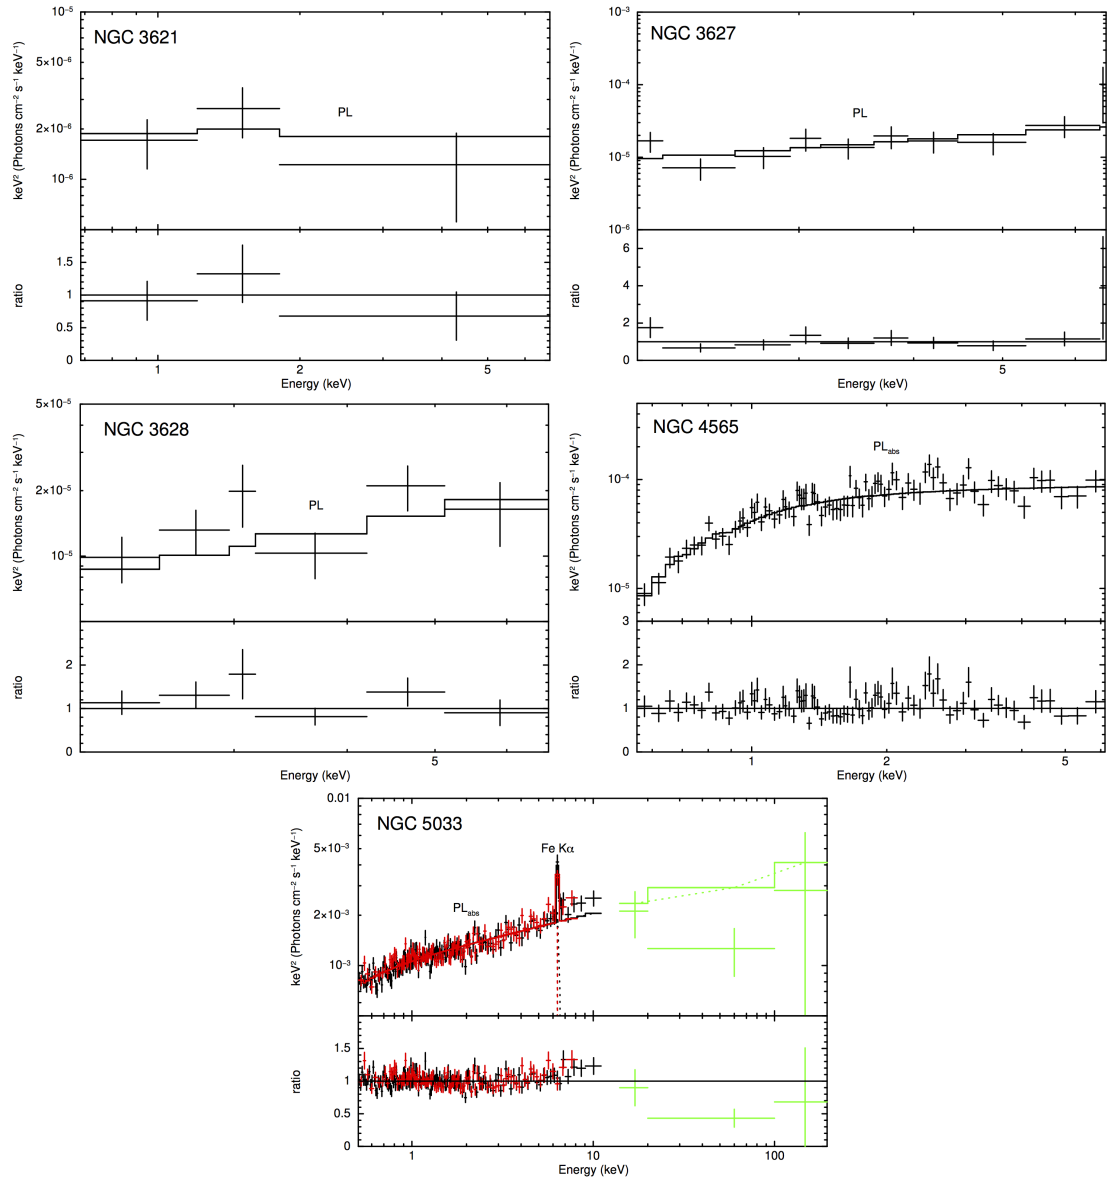 NGC 3621
PL
keV² (Photons cm⁻² s⁻¹ keV⁻¹)
10⁻⁵
5×10⁻⁶
2×10⁻⁶
10⁻⁶
ratio
1.5
1
0.5
0
1 2 5
Energy (keV)
NGC 3627
PL
keV² (Photons cm⁻² s⁻¹ keV⁻¹)
10⁻³
10⁻⁴
10⁻⁵
10⁻⁶
ratio
6
4
2
0
5
Energy (keV)
NGC 3628
PL
keV² (Photons cm⁻² s⁻¹ keV⁻¹)
5×10⁻⁵
2×10⁻⁵
10⁻⁵
ratio
2
1
0
5
Energy (keV)
NGC 4565
PLabs
keV² (Photons cm⁻² s⁻¹ keV⁻¹)
10⁻⁴
10⁻⁵
ratio
3
2
1
0
1 2 5
Energy (keV)
NGC 5033
Fe Kα
PLabs
keV² (Photons cm⁻² s⁻¹ keV⁻¹)
0.01
5×10⁻³
2×10⁻³
10⁻³
ratio
1.5
1
0.5
0
1 10 100
Energy (keV)